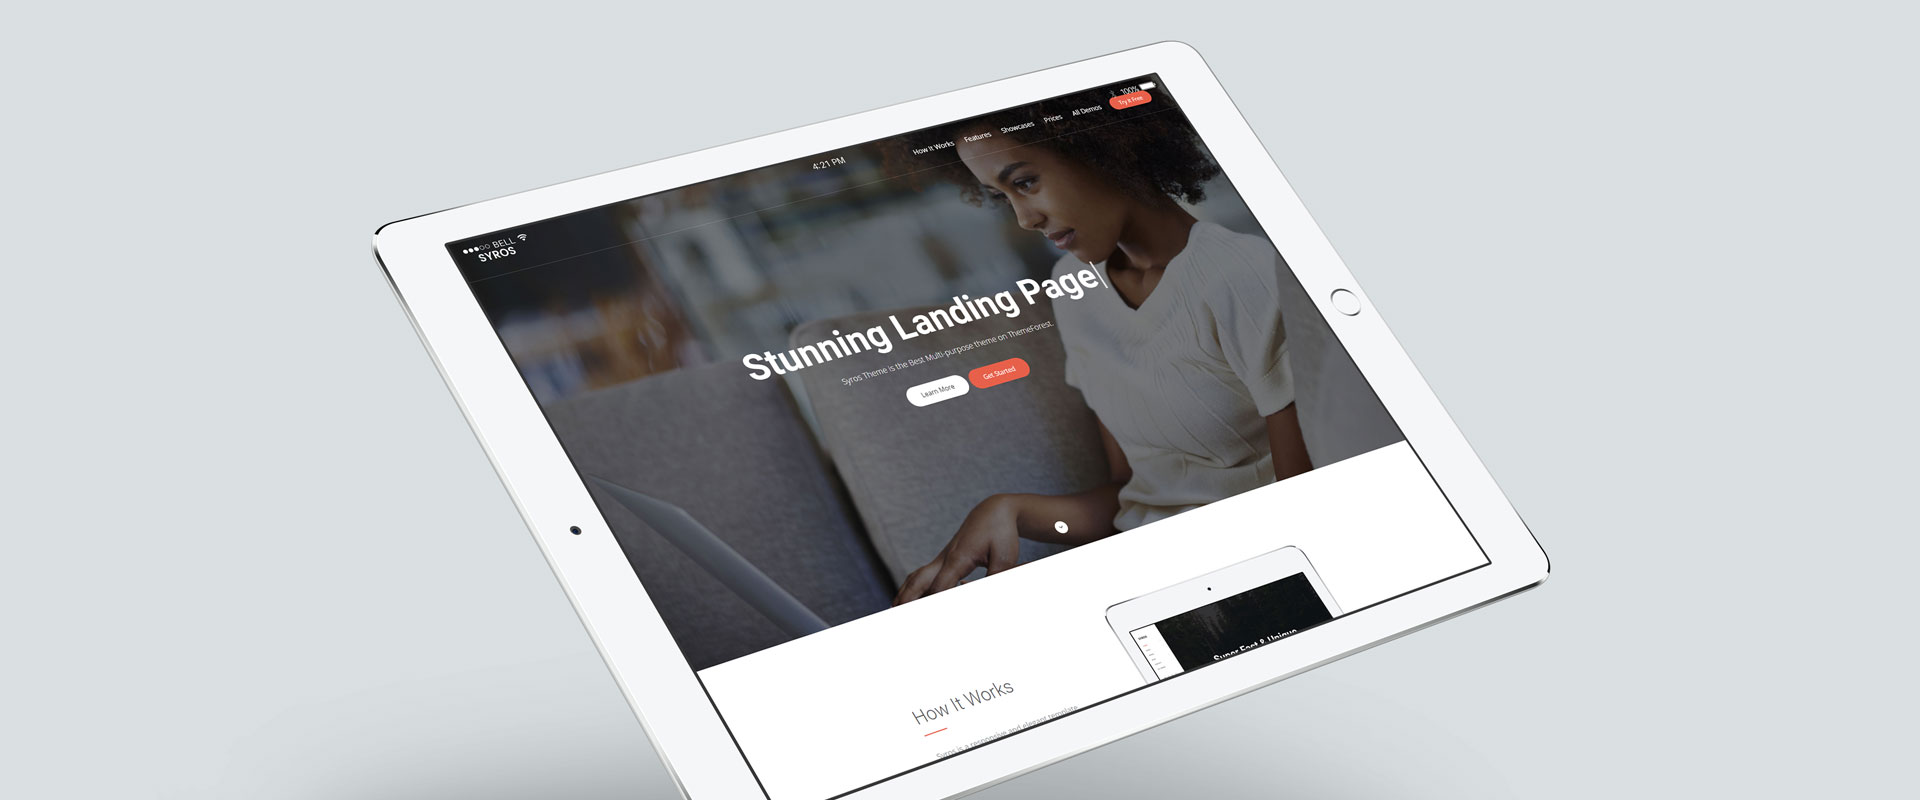 BELL
4:21 PM
100%
SYROS
How It Works
Features
Showcases
Prices
All Demos
Try it Free
Stunning Landing Page
Syros Theme is the Best Multi-purpose theme on ThemeForest.
Learn More
Get Started
Super Fast & Unique
How It Works
Syros is a responsive and elegant template